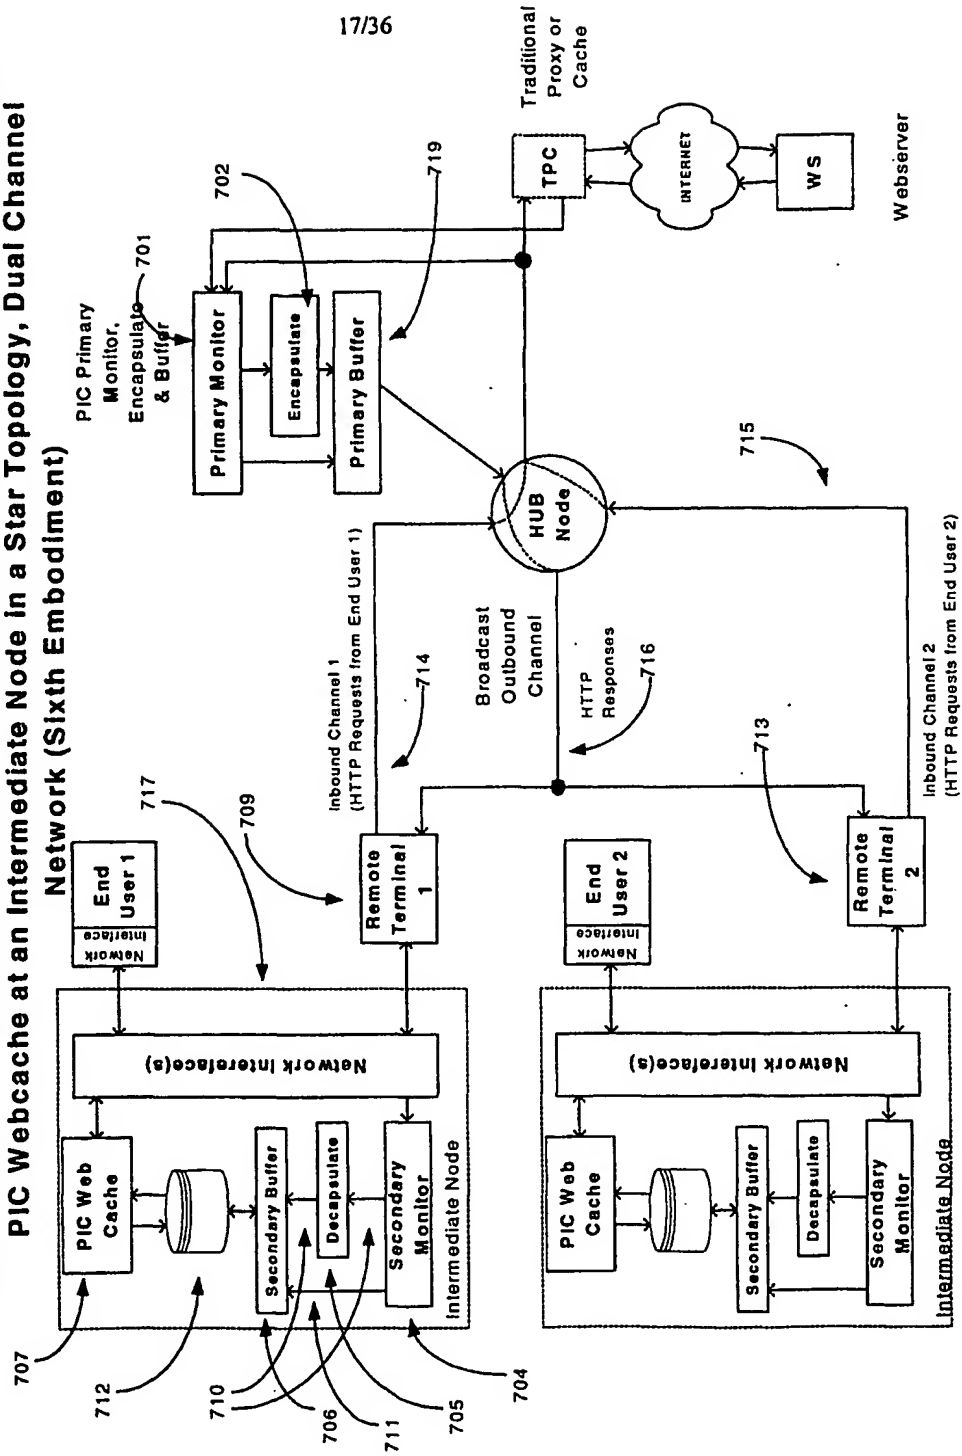 17/36
PIC Webcache at an Intermediate Node in a Star Topology, Dual Channel
Network (Sixth Embodiment)
717
709
End
User 1
Network
Interface
Network Intereface(s)
PIC Web
Cache
Secondary Buffer
Decapsulate
Secondary
Monitor
Intermediate Node
707
712
710
706
711
705
704
Remote
Terminal
1
Inbound Channel 1
(HTTP Requests from End User 1)
714
PIC Primary
Monitor,
Encapsulate
& Buffer
701
702
719
Primary Monitor
Encapsulate
Primary Buffer
Traditional
Proxy or
Cache
TPC
INTERNET
WS
Webserver
HUB
Node
715
Broadcast
Outbound
Channel
HTTP
Responses
716
713
End
User 2
Network
Interface
Network Intereface(s)
PIC Web
Cache
Secondary Buffer
Decapsulate
Secondary
Monitor
Intermediate Node
Remote
Terminal
2
Inbound Channel 2
(HTTP Requests from End User 2)